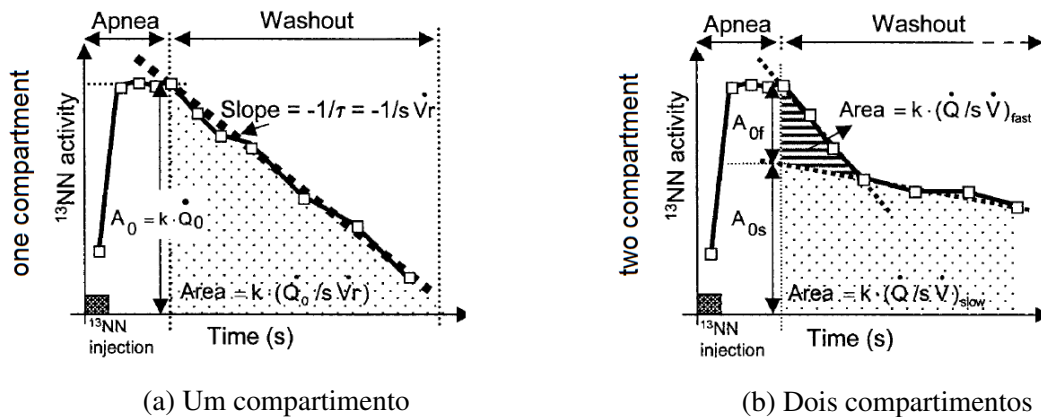 Apnea
Washout
one compartment
¹³NN activity
Slope = -1/τ = -1/s V̇r
A₀ = k · Q̇₀
Area = k · (Q̇₀/s V̇r)
¹³NN
injection
Time (s)
(a) Um compartimento
Apnea
Washout
two compartment
¹³NN activity
A₀f
Area = k · (Q̇/s V̇)fast
A₀s
Area = k · (Q̇/s V̇)slow
¹³NN
injection
Time (s)
(b) Dois compartimentos